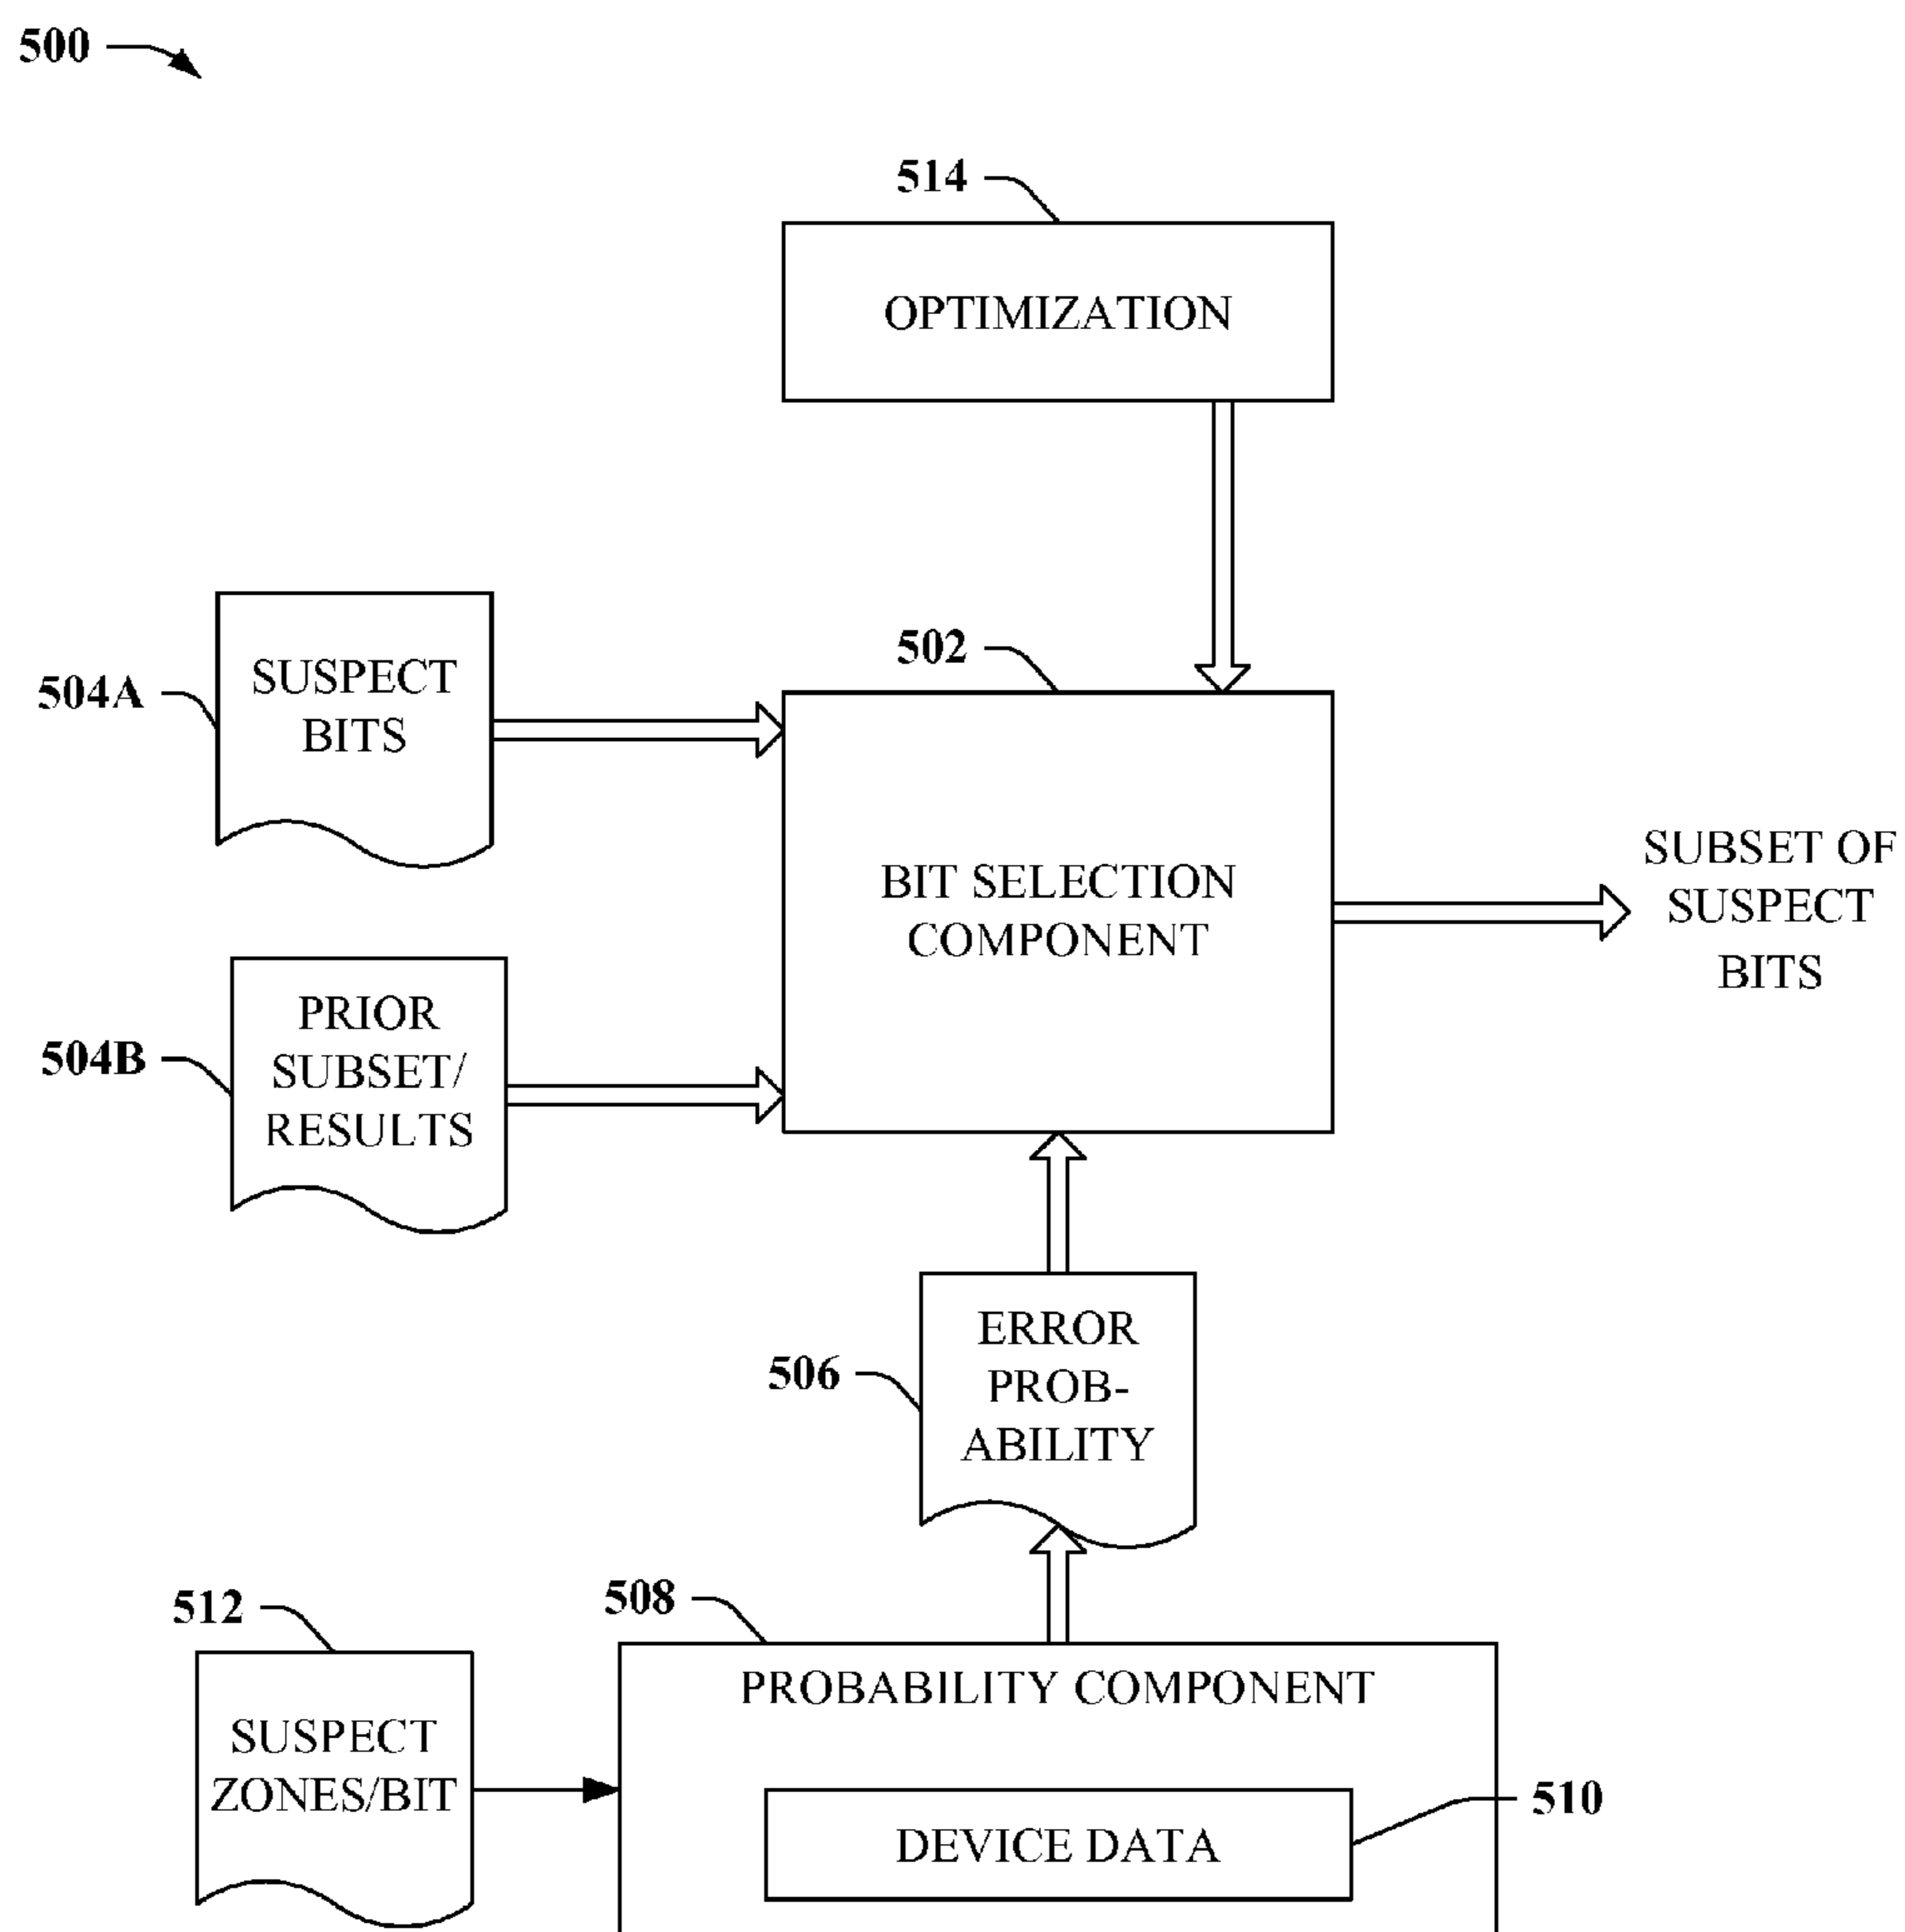 500
514
OPTIMIZATION
502
504A
SUSPECT
BITS
BIT SELECTION
COMPONENT
SUBSET OF
SUSPECT
BITS
504B
PRIOR
SUBSET/
RESULTS
506
ERROR
PROB-
ABILITY
512
SUSPECT
ZONES/BIT
508
PROBABILITY COMPONENT
510
DEVICE DATA